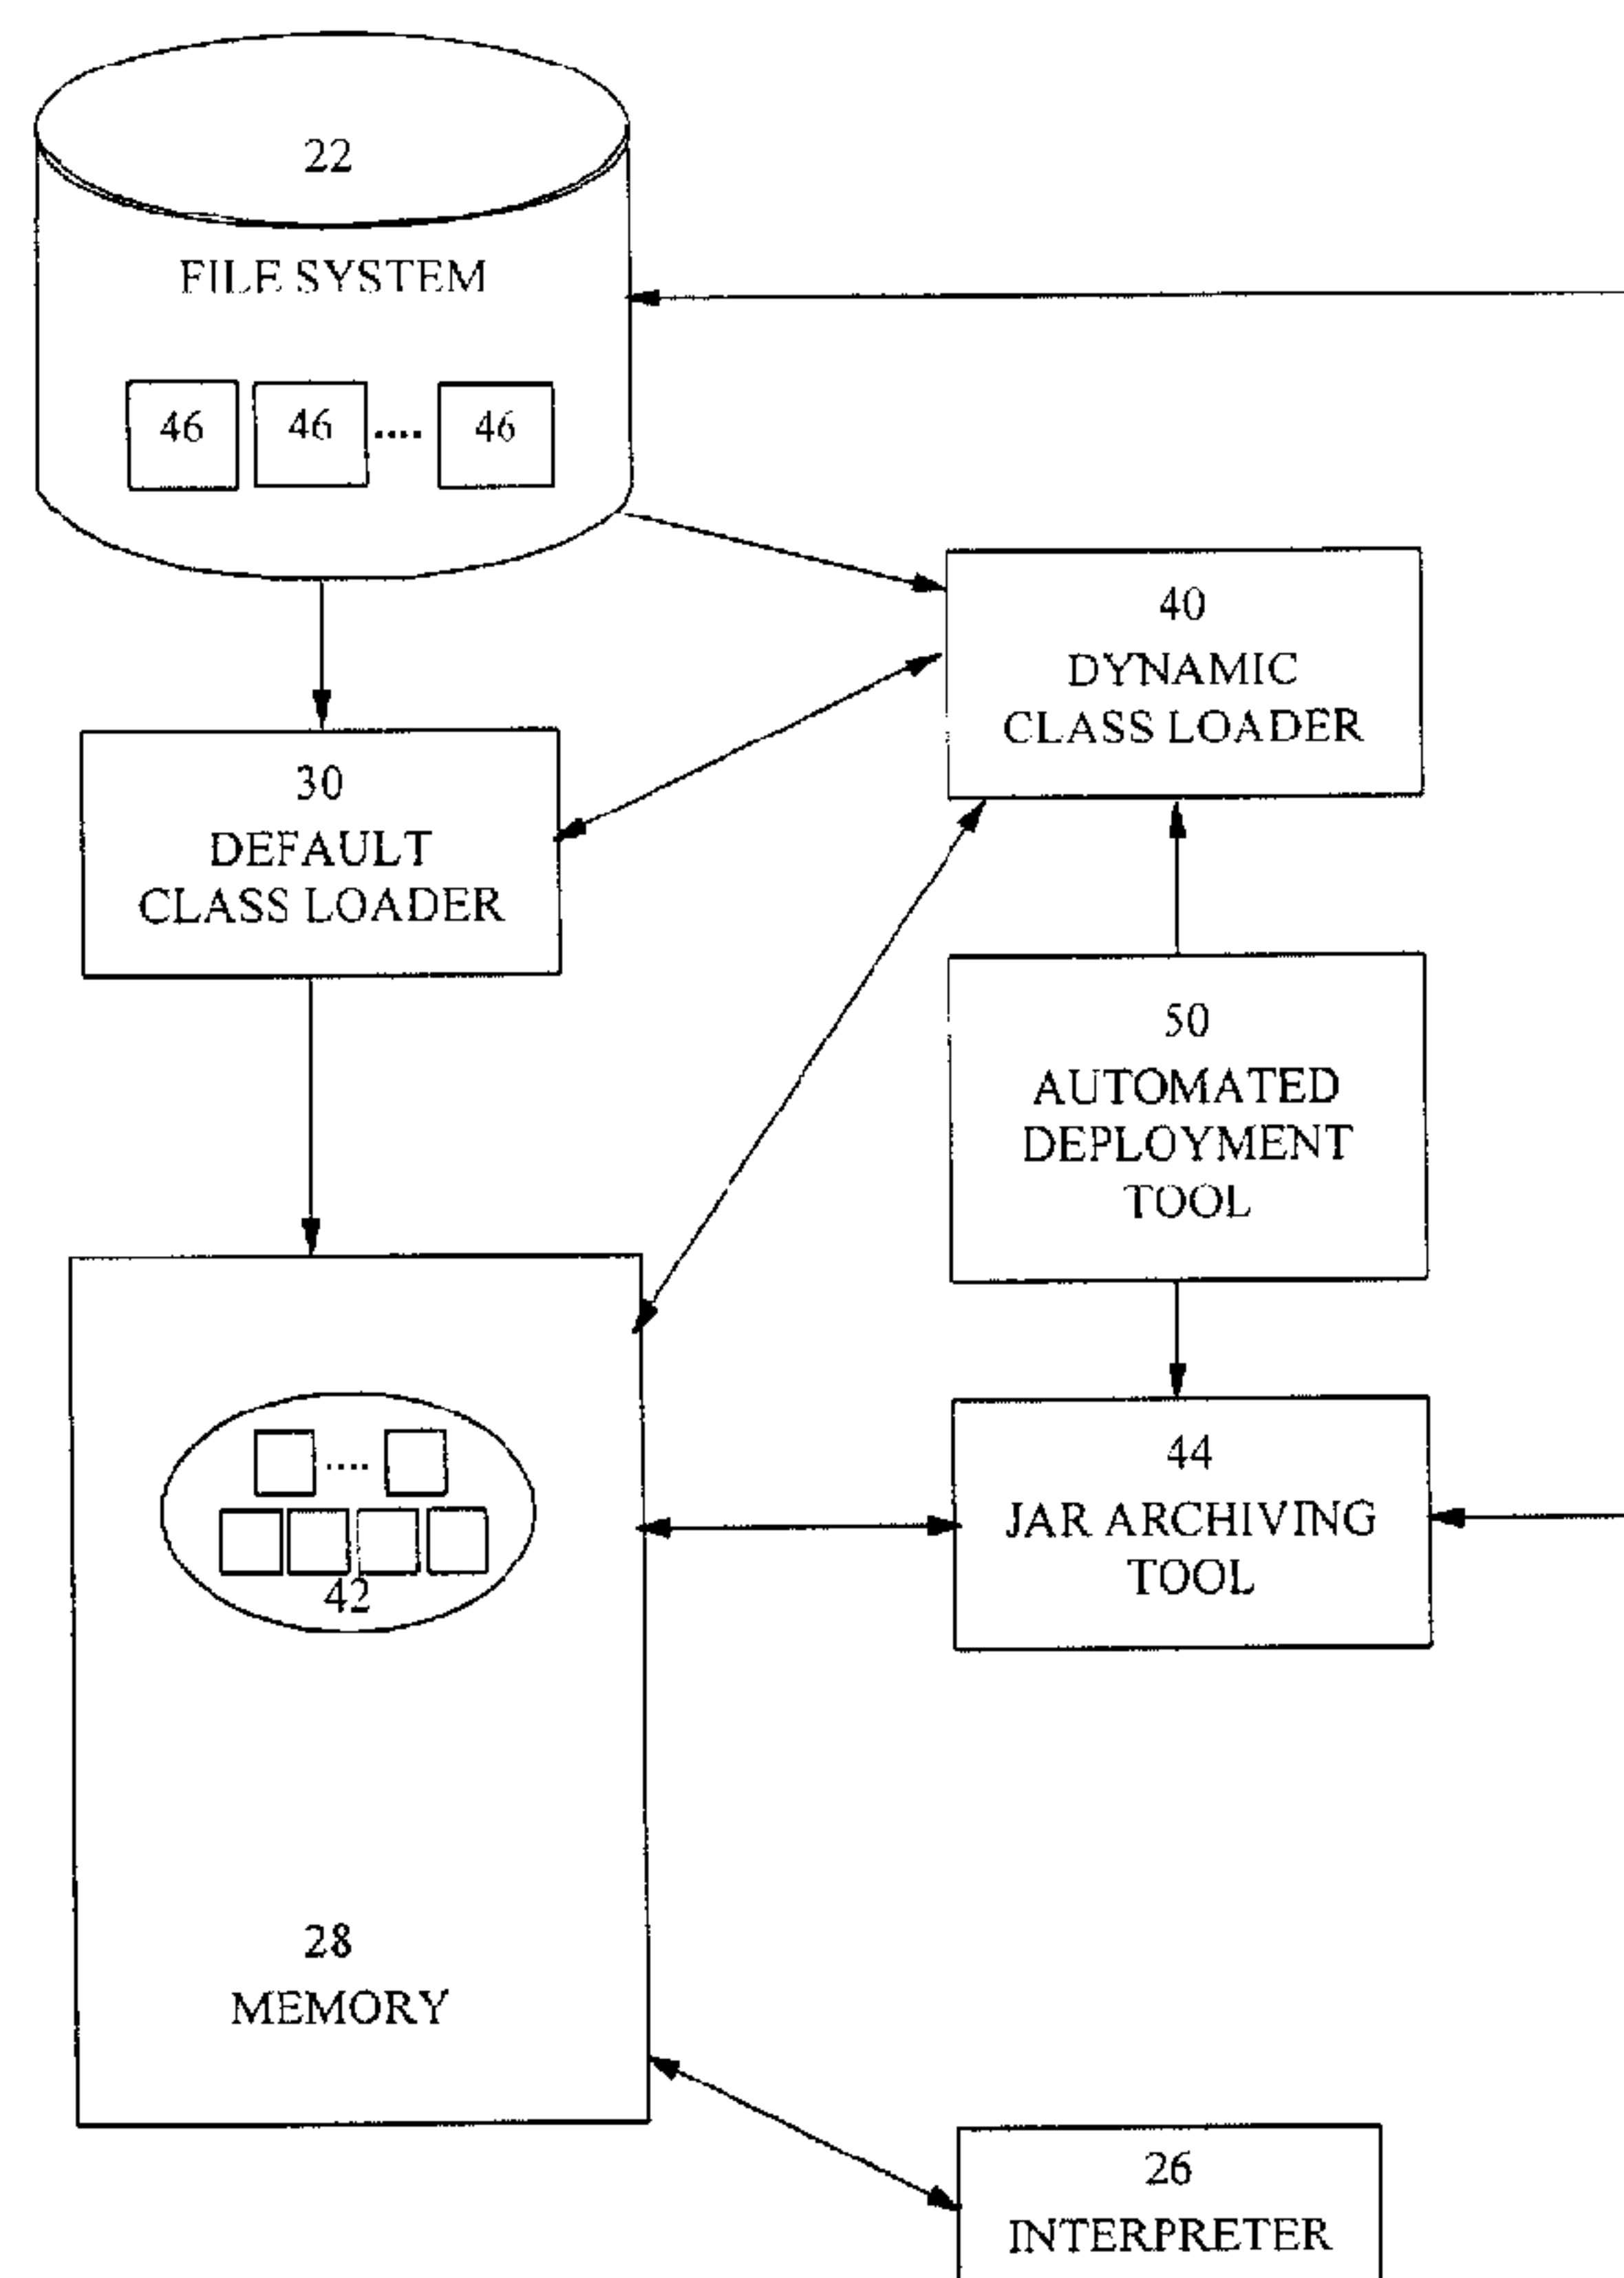 22
FILE SYSTEM
46 46 .... 46
40
DYNAMIC
CLASS LOADER
30
DEFAULT
CLASS LOADER
50
AUTOMATED
DEPLOYMENT
TOOL
....
42
44
JAR ARCHIVING
TOOL
28
MEMORY
26
INTERPRETER